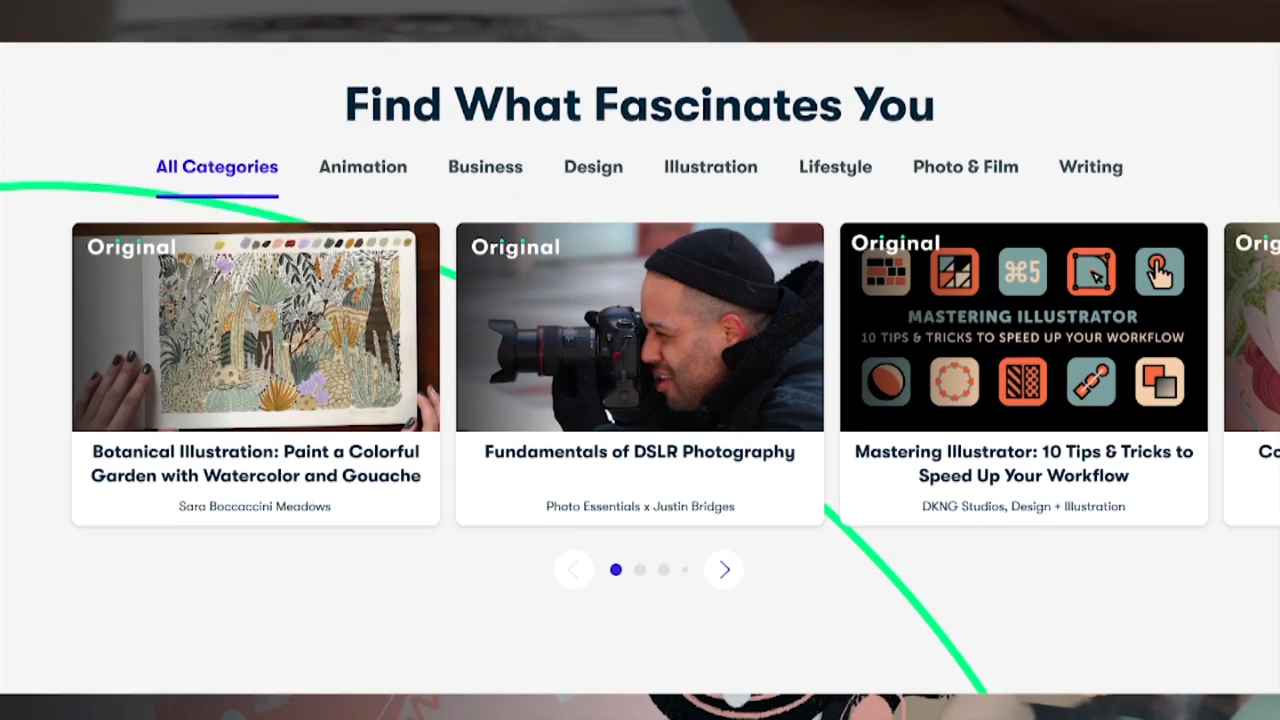 Find What Fascinates You
All Categories Animation Business Design Illustration Lifestyle Photo & Film Writing
Original
Original
Original
⌘5
MASTERING ILLUSTRATOR
10 TIPS & TRICKS TO SPEED UP YOUR WORKFLOW
Botanical Illustration: Paint a Colorful
Garden with Watercolor and Gouache
Sara Boccaccini Meadows
Fundamentals of DSLR Photography
Photo Essentials x Justin Bridges
Mastering Illustrator: 10 Tips & Tricks to
Speed Up Your Workflow
DKNG Studios, Design + Illustration